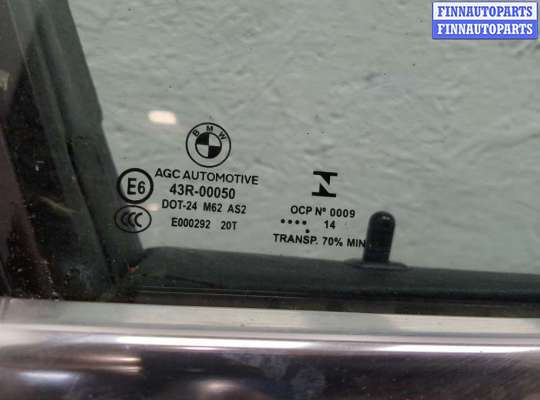 FINNAUTOPARTS
FINNAUTOPARTS
BMW
AGC AUTOMOTIVE
E6 43R-00050
DOT-24 M62 AS2
CCC E000292 20T
N
OCP Nº 0009
14
TRANSP. 70% MIN